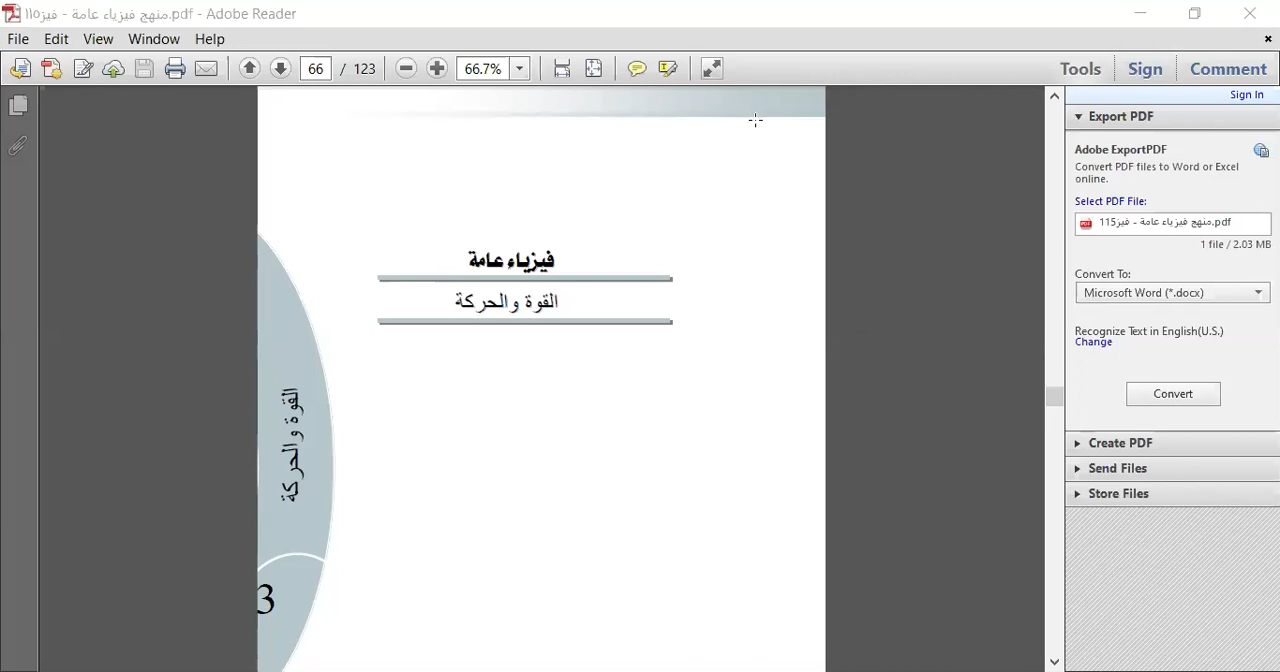 منهج فيزياء عامة - فيز١١٥.pdf - Adobe Reader
File Edit View Window Help
66 / 123 66.7% Tools Sign Comment
Sign In
Export PDF
Adobe ExportPDF
Convert PDF files to Word or Excel
online.
Select PDF File:
منهج فيزياء عامة - فيز115.pdf
1 file / 2.03 MB
Convert To:
Microsoft Word (*.docx)
Recognize Text in English(U.S.)
Change
Convert
Create PDF
Send Files
Store Files
فيزياء عامة
القوة والحركة
القوة والحركة
3